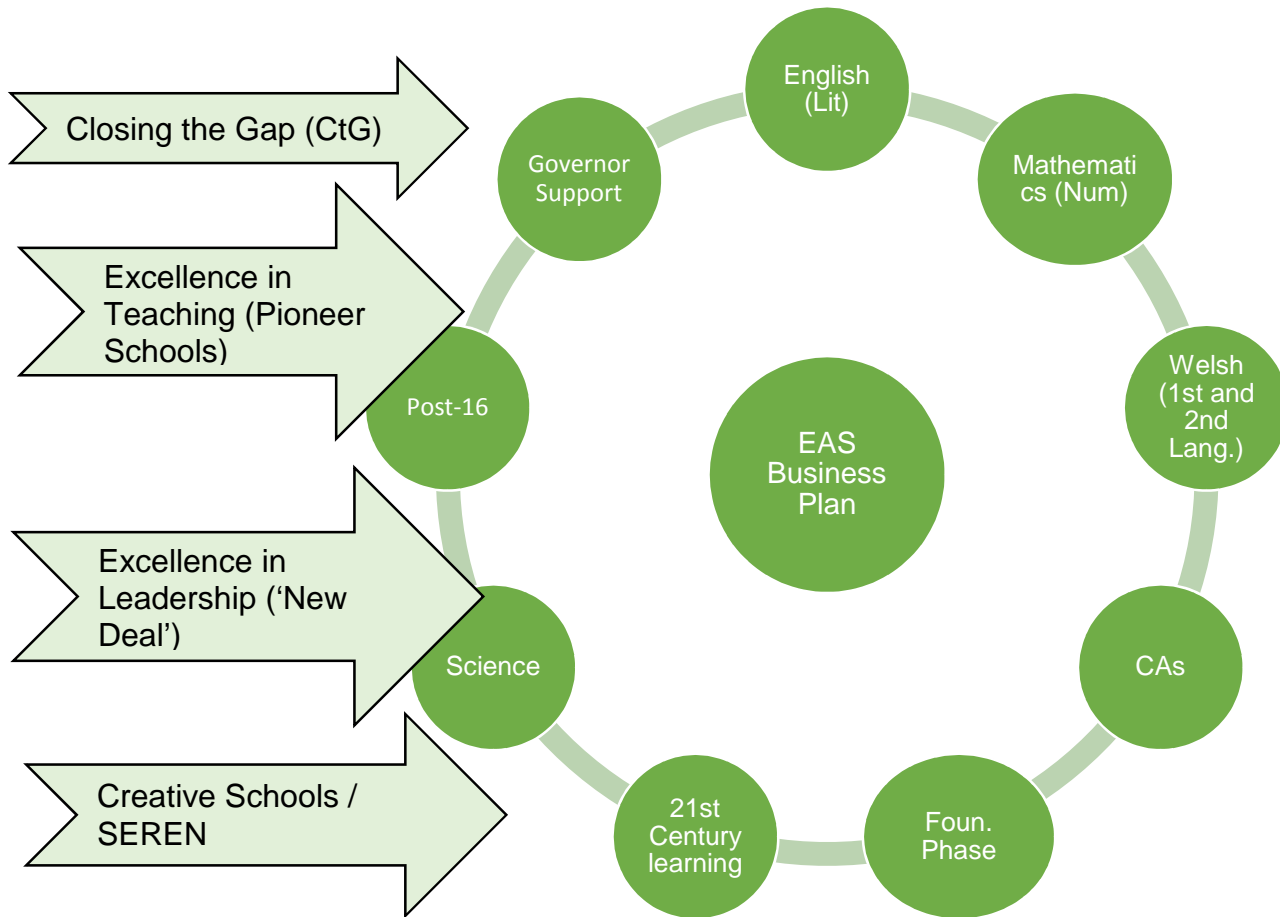 Closing the Gap (CtG)
Excellence in
Teaching (Pioneer
Schools)
Excellence in
Leadership (‘New
Deal’)
Creative Schools /
SEREN
English
(Lit)
Mathemati
cs (Num)
Welsh
(1st and
2nd
Lang.)
CAs
Foun.
Phase
21st
Century
learning
Science
Post-16
Governor
Support
EAS
Business
Plan